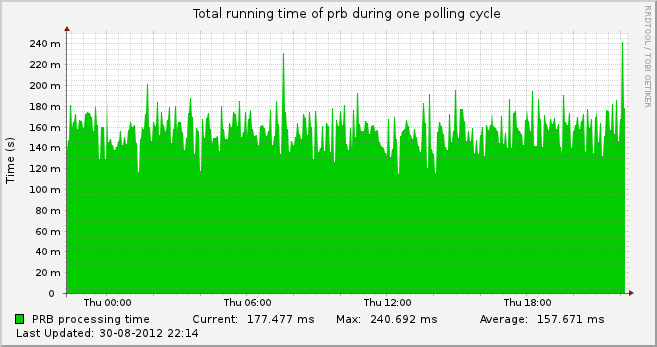 Total running time of prb during one polling cycle
RRDTOOL / TOBI OETIKER
Time (s)
240 m
220 m
200 m
180 m
160 m
140 m
120 m
100 m
80 m
60 m
40 m
20 m
0
Thu 00:00 Thu 06:00 Thu 12:00 Thu 18:00
PRB processing time Current: 177.477 ms Max: 240.692 ms Average: 157.671 ms
Last Updated: 30-08-2012 22:14